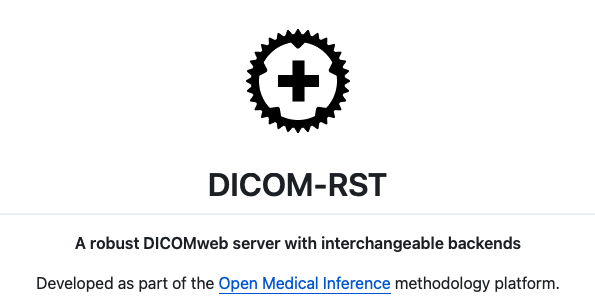 DICOM-RST
A robust DICOMweb server with interchangeable backends
Developed as part of the Open Medical Inference methodology platform.